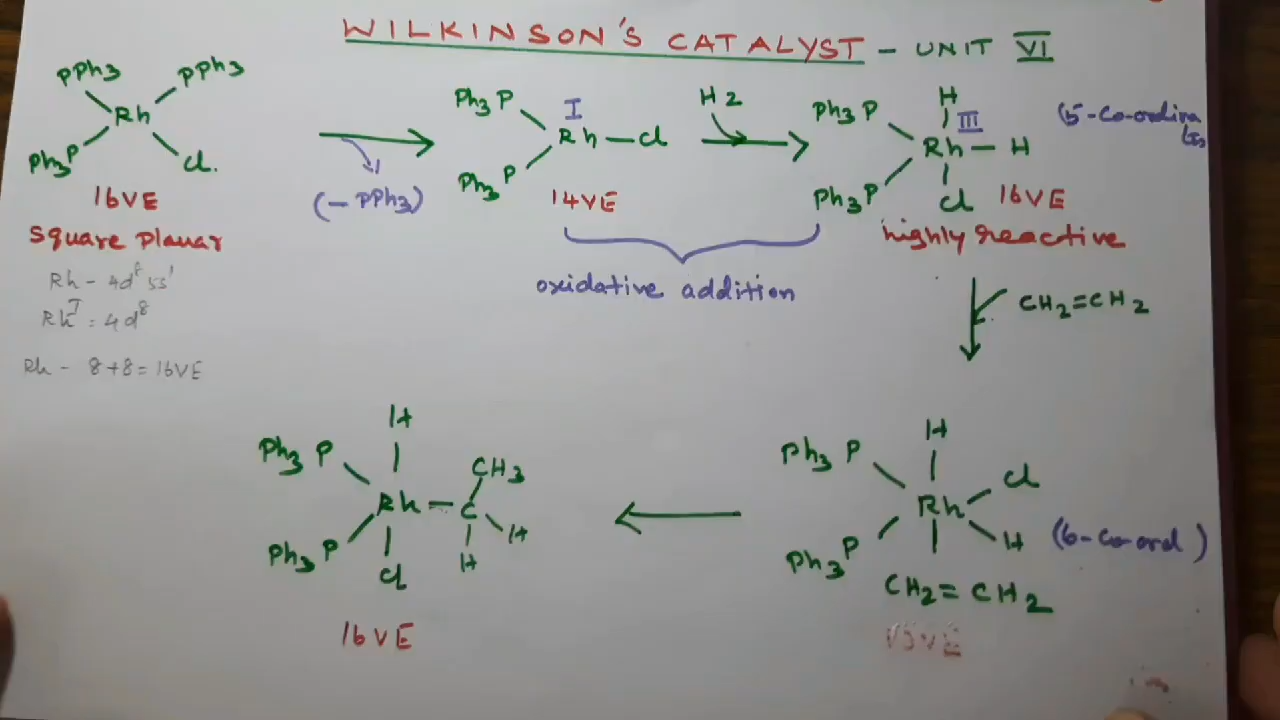 WILKINSON'S CATALYST - UNIT VI
PPh3 PPh3
Rh
Ph3P Cl.
16VE
Square planar
Rh - 4d8 5s1
RhI = 4d8
Rh - 8+8=16VE
(- PPh3)
Ph3P I
Rh-Cl
Ph3P
14VE
H2
Ph3P H
III
Rh-H
Ph3P Cl 16VE
highly reactive
(5-Co-ordina
oxidative addition
CH2=CH2
H
Ph3P
Cl
Rh
H (6-Co-ord)
Ph3P
CH2=CH2
H
Ph3P CH3
Rh-C
H
Ph3P Cl H
16VE